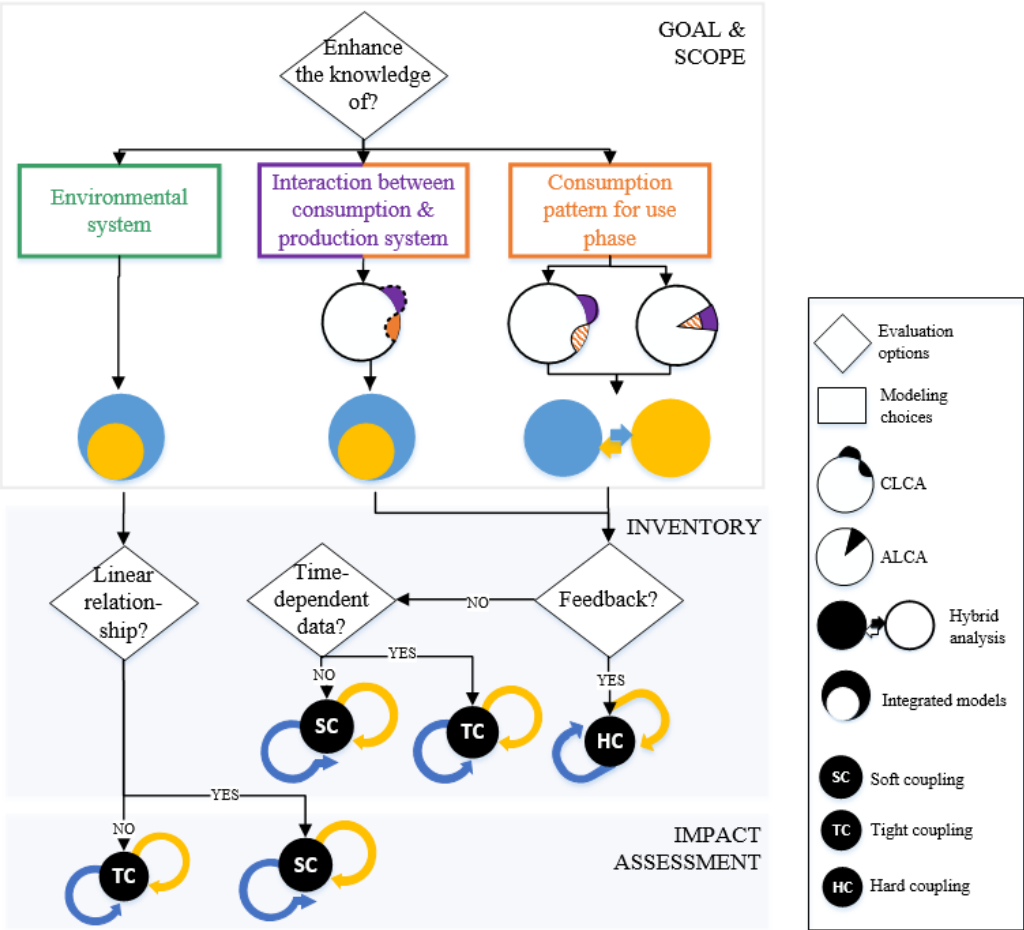 GOAL &
SCOPE
Enhance
the knowledge
of?
Environmental
system
Interaction between
consumption &
production system
Consumption
pattern for use
phase
INVENTORY
Linear
relation-
ship?
Time-
dependent
data?
NO
Feedback?
YES
NO
YES
SC
TC
HC
YES
NO
IMPACT
ASSESSMENT
TC
SC
Evaluation
options
Modeling
choices
CLCA
ALCA
Hybrid
analysis
Integrated models
SC
Soft coupling
TC
Tight coupling
HC
Hard coupling